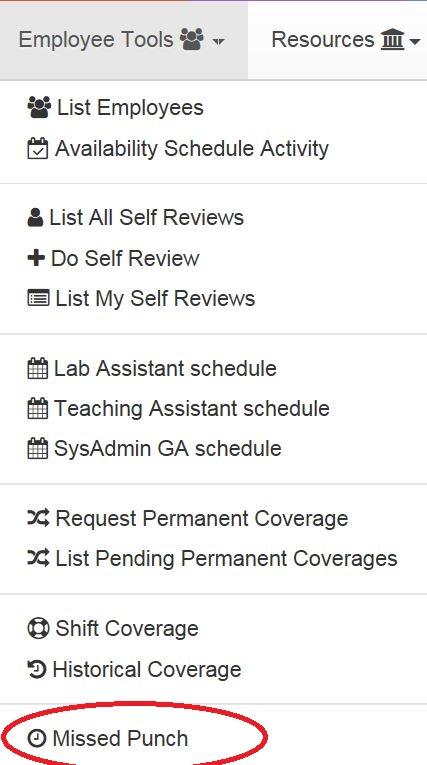 Employee Tools Resources
List Employees
Availability Schedule Activity
List All Self Reviews
Do Self Review
List My Self Reviews
Lab Assistant schedule
Teaching Assistant schedule
SysAdmin GA schedule
Request Permanent Coverage
List Pending Permanent Coverages
Shift Coverage
Historical Coverage
Missed Punch